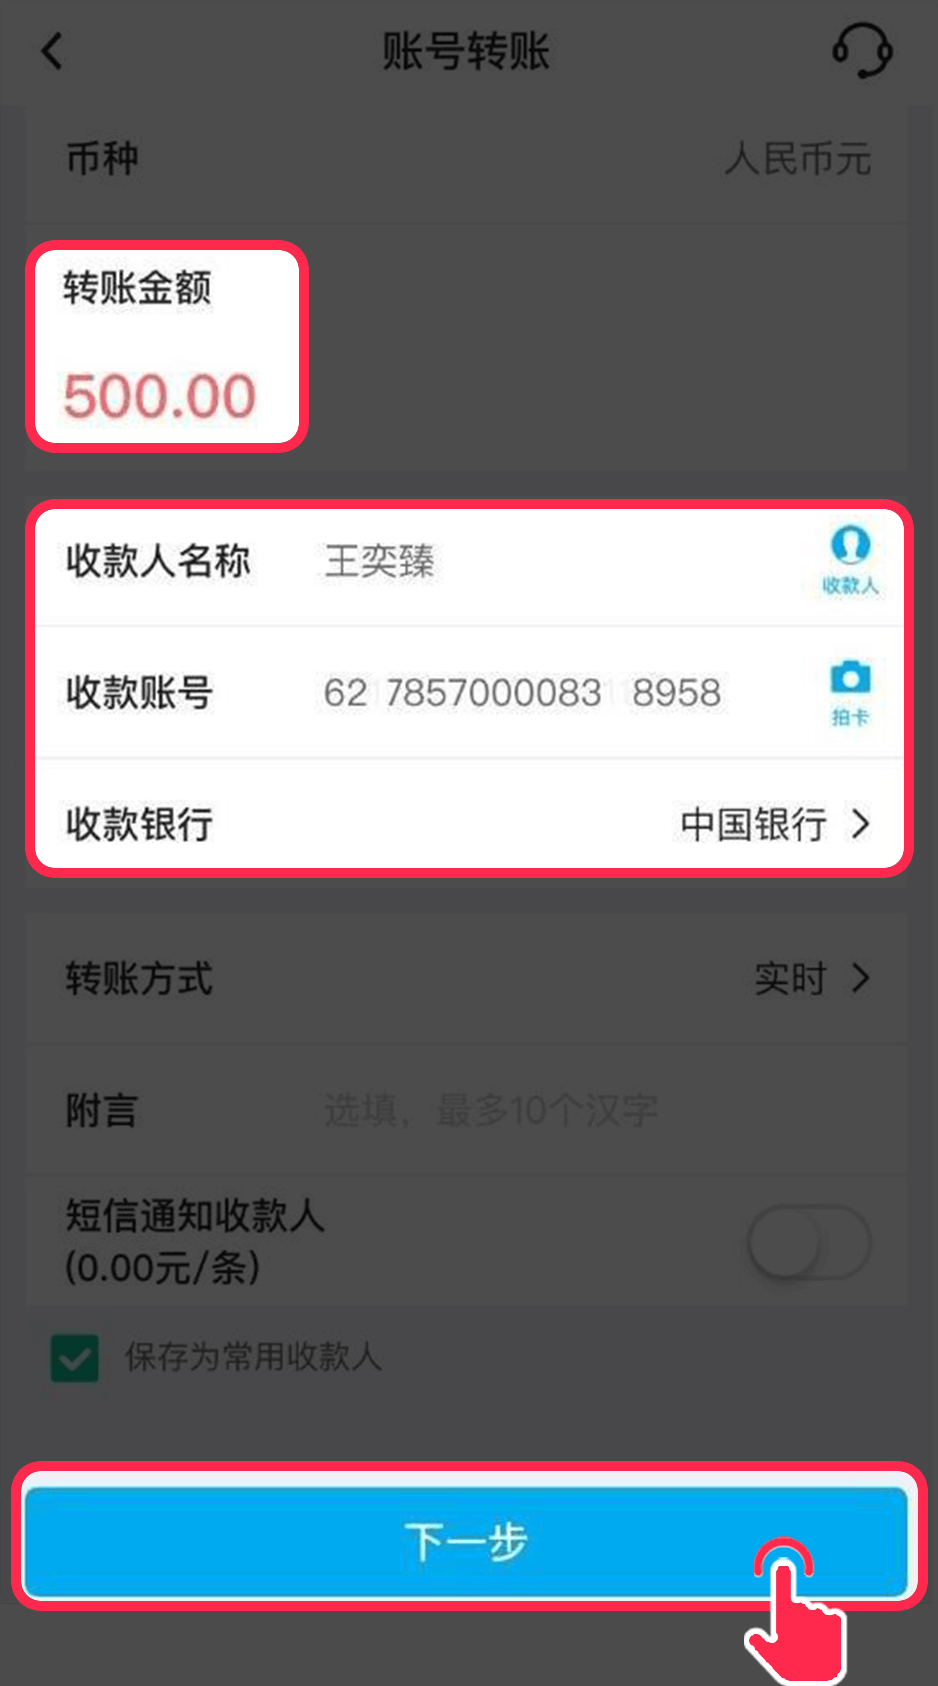 账号转账
币种 人民币元
转账金额
500.00
收款人名称 王奕臻
收款人
收款账号 62 7857000083 8958
拍卡
收款银行 中国银行
转账方式 实时
附言 选填，最多10个汉字
短信通知收款人
(0.00元/条)
保存为常用收款人
下一步